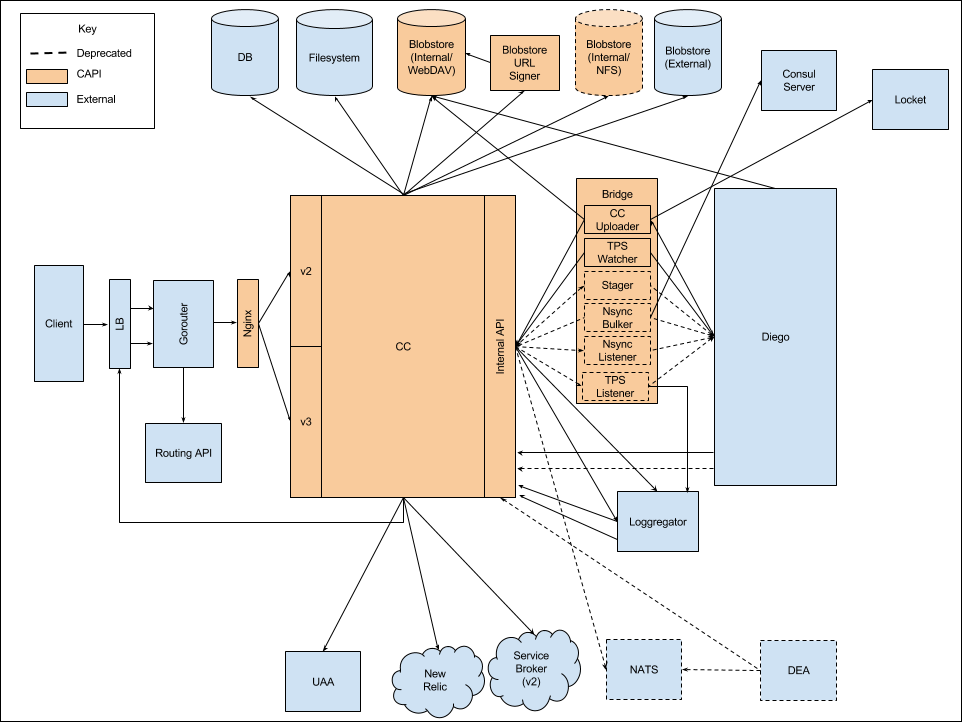 Key
Deprecated
CAPI
External
DB
Filesystem
Blobstore
(Internal/
WebDAV)
Blobstore
URL
Signer
Blobstore
(Internal/
NFS)
Blobstore
(External)
Consul
Server
Locket
Bridge
CC
Uploader
TPS
Watcher
Stager
Nsync
Bulker
Nsync
Listener
TPS
Listener
Client
LB
Gorouter
Nginx
v2
v3
CC
Internal API
Diego
Routing API
Loggregator
UAA
New
Relic
Service
Broker
(v2)
NATS
DEA